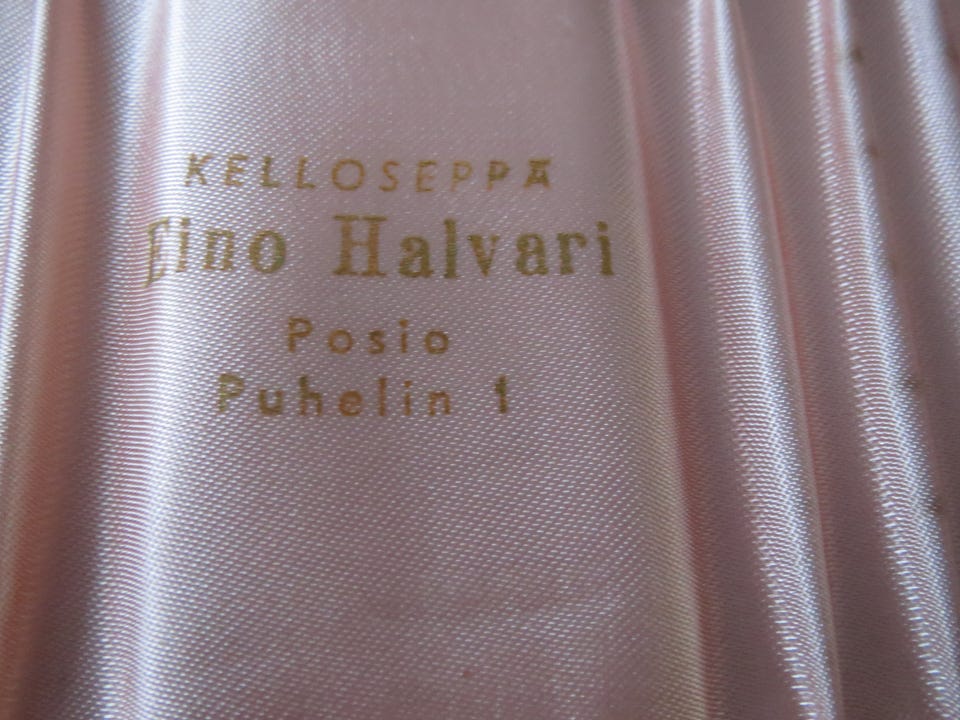 KELLOSEPPÄ
Eino Halvari
Posio
Puhelin 1